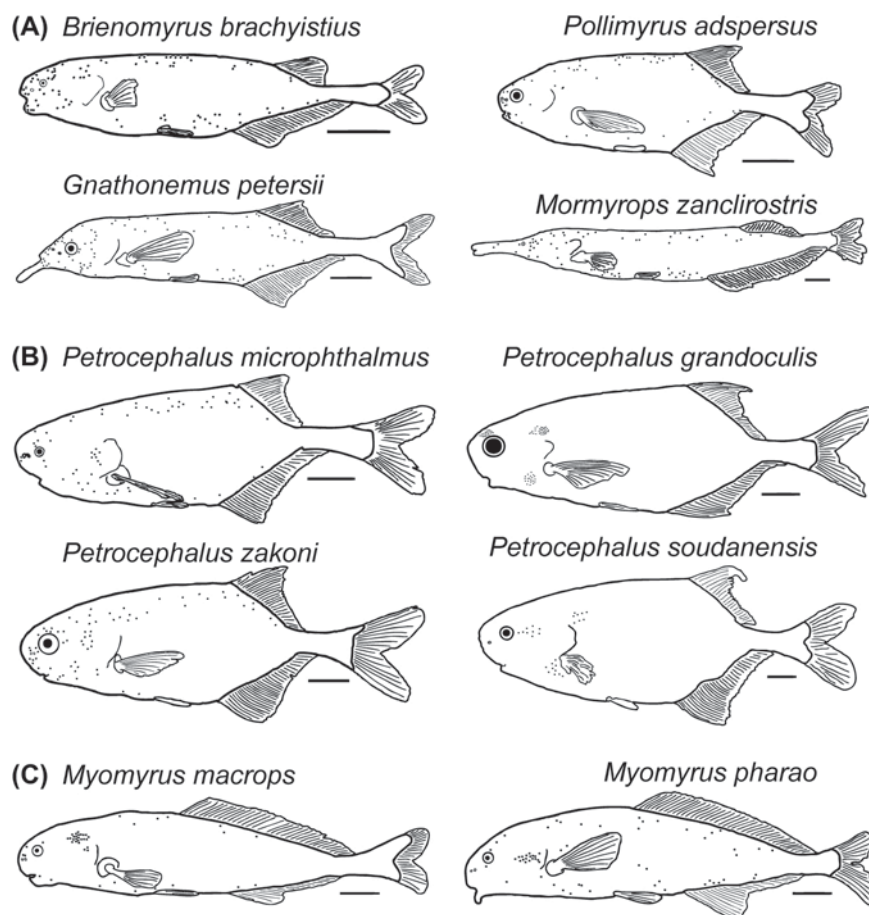 (A) Brienomyrus brachyistius Pollimyrus adspersus
Gnathonemus petersii Mormyrops zanclirostris
(B) Petrocephalus microphthalmus Petrocephalus grandoculis
Petrocephalus zakoni Petrocephalus soudanensis
(C) Myomyrus macrops Myomyrus pharao